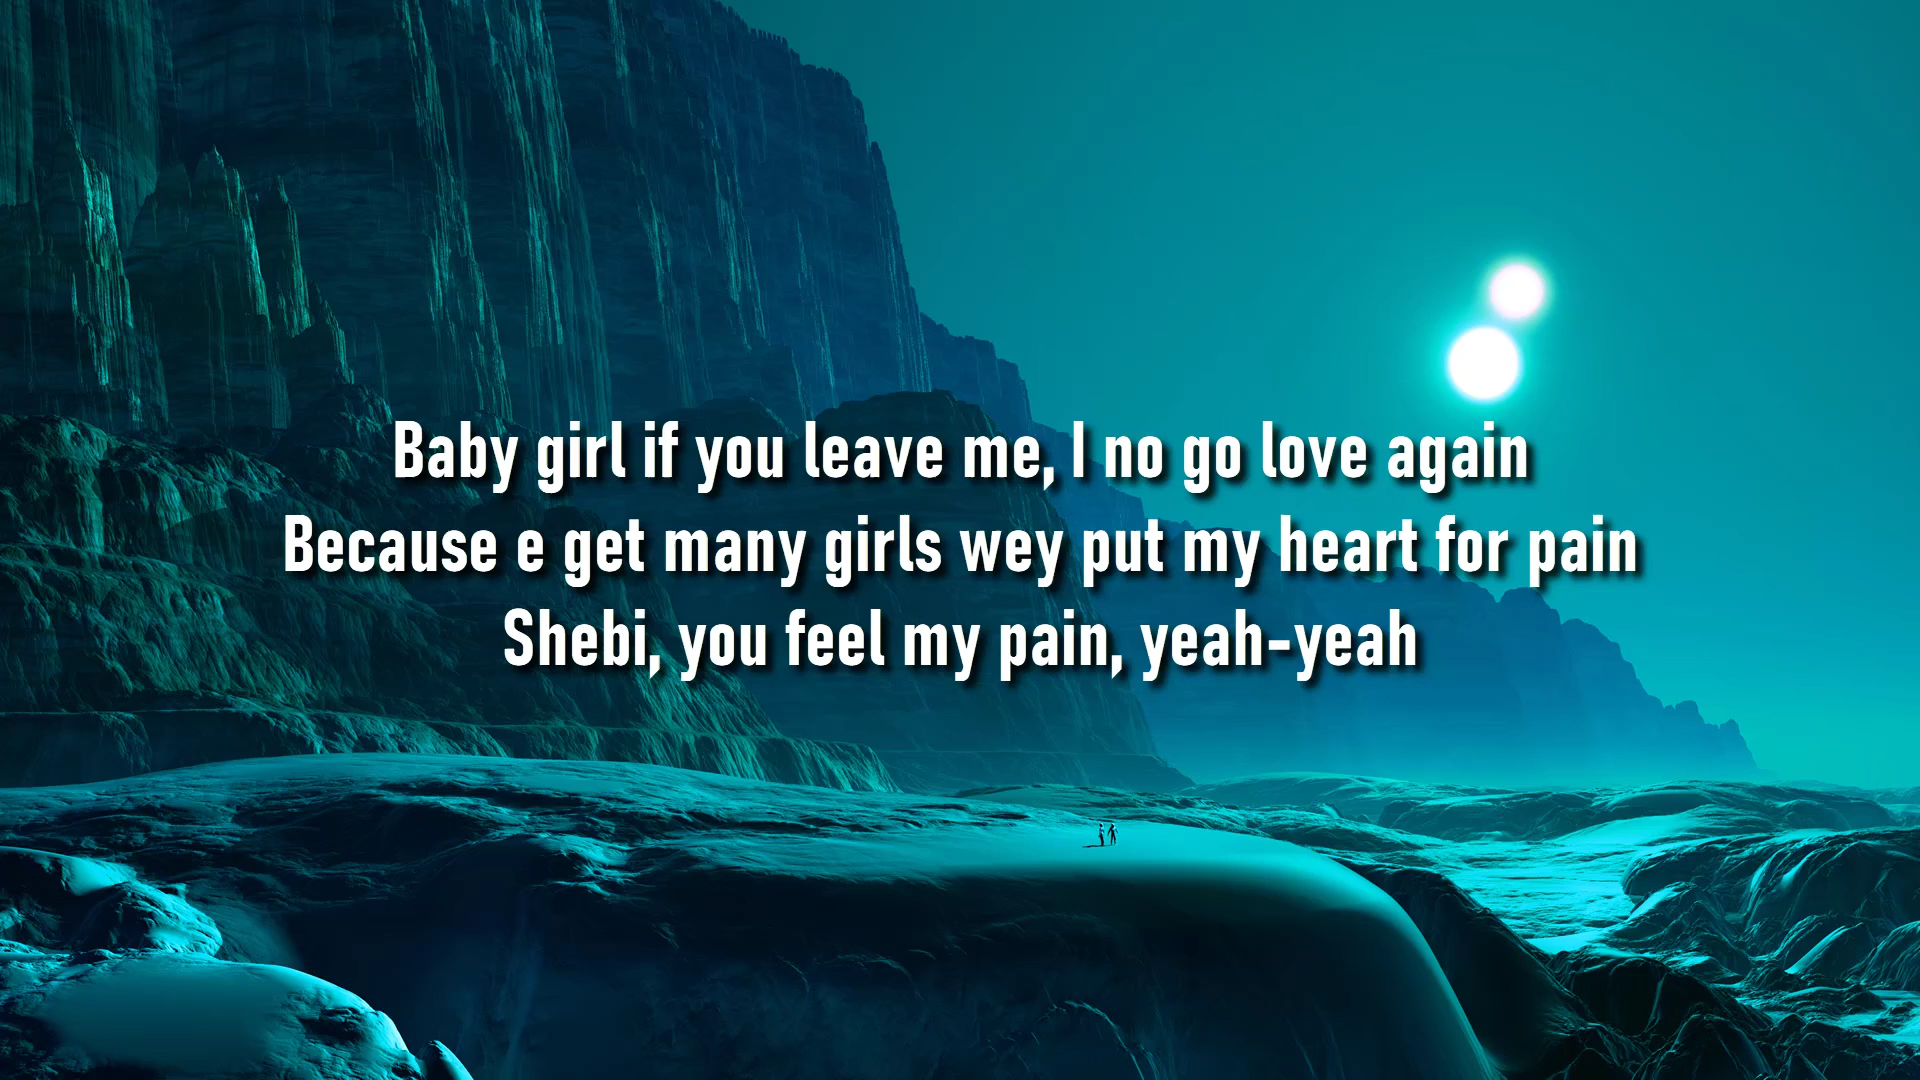 Baby girl if you leave me, I no go love again
Because e get many girls wey put my heart for pain
Shebi, you feel my pain, yeah-yeah